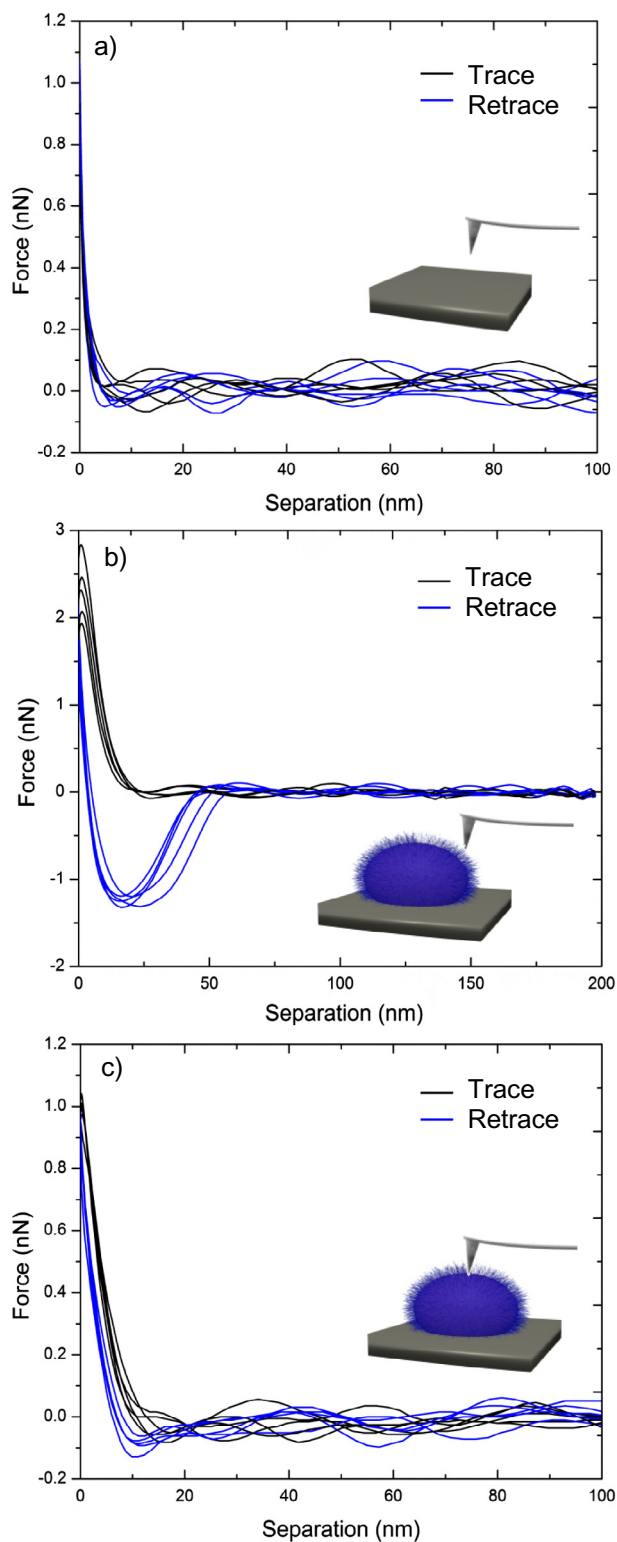 a)
Trace
Retrace
1.2
1.0
0.8
0.6
0.4
0.2
0.0
-0.2
Force (nN)
0 20 40 60 80 100
Separation (nm)
b)
Trace
Retrace
3
2
1
0
-1
-2
Force (nN)
0 50 100 150 200
Separation (nm)
c)
Trace
Retrace
1.2
1.0
0.8
0.6
0.4
0.2
0.0
-0.2
Force (nN)
0 20 40 60 80 100
Separation (nm)